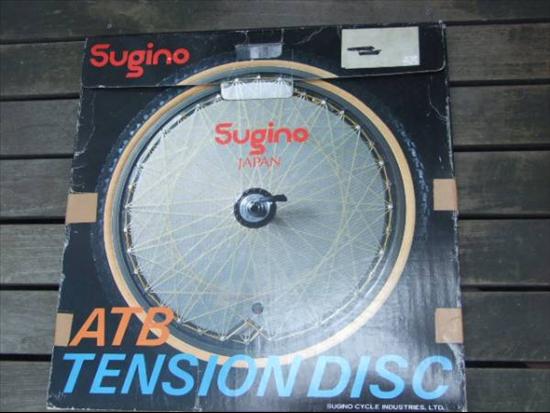 Sugino
Sugino
JAPAN
ATB
TENSION DISC
SUGINO CYCLE INDUSTRIES, LTD.